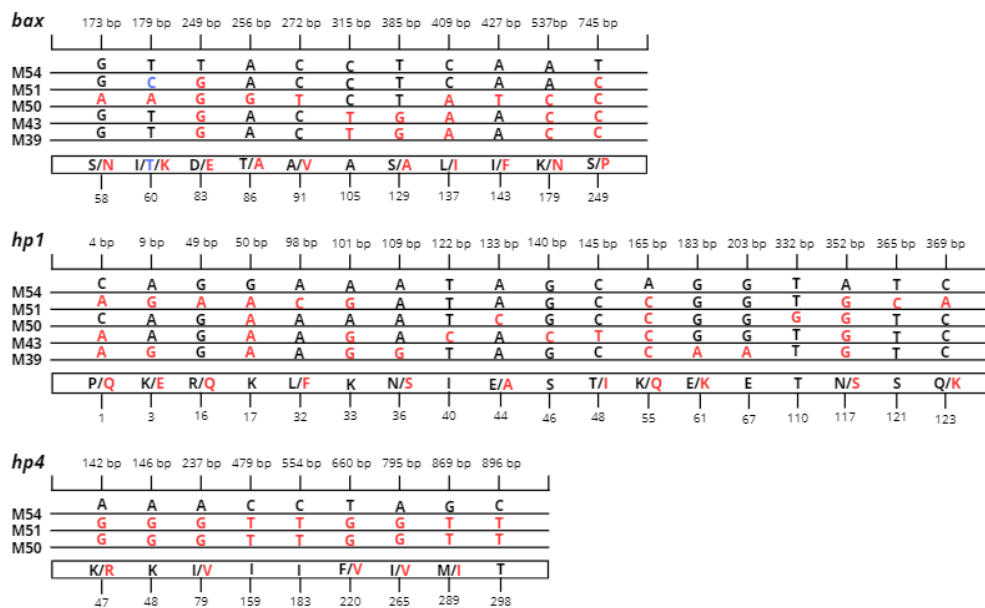 bax 173 bp 179 bp 249 bp 256 bp 272 bp 315 bp 385 bp 409 bp 427 bp 537bp 745 bp
M54 G T T A C C T C A A T
M51 G C G A C C T C A A C
M50 A A G G T C T A T C C
M43 G T G A C T G A A C C
M39 G T G A C T G A A C C
S/N I/T/K D/E T/A A/V A S/A L/I I/F K/N S/P
58 60 83 86 91 105 129 137 143 179 249
hp1 4 bp 9 bp 49 bp 50 bp 98 bp 101 bp 109 bp 122 bp 133 bp 140 bp 145 bp 165 bp 183 bp 203 bp 332 bp 352 bp 365 bp 369 bp
M54 C A G G A A A T A G C A G G T A T C
M51 A G A A C G A T A G C C G G T G C A
M50 C A G A A A A T C G C C G G G G T C
M43 A A G A A G A C A C T C G G T G T C
M39 A G G A A G G T A G C C A A T G T C
P/Q K/E R/Q K L/F K N/S I E/A S T/I K/Q E/K E T N/S S Q/K
1 3 16 17 32 33 36 40 44 46 48 55 61 67 110 117 121 123
hp4 142 bp 146 bp 237 bp 479 bp 554 bp 660 bp 795 bp 869 bp 896 bp
M54 A A A C C T A G C
M51 G G G T T G G T T
M50 G G G T T G G T T
K/R K I/V I I F/V I/V M/I T
47 48 79 159 183 220 265 289 298